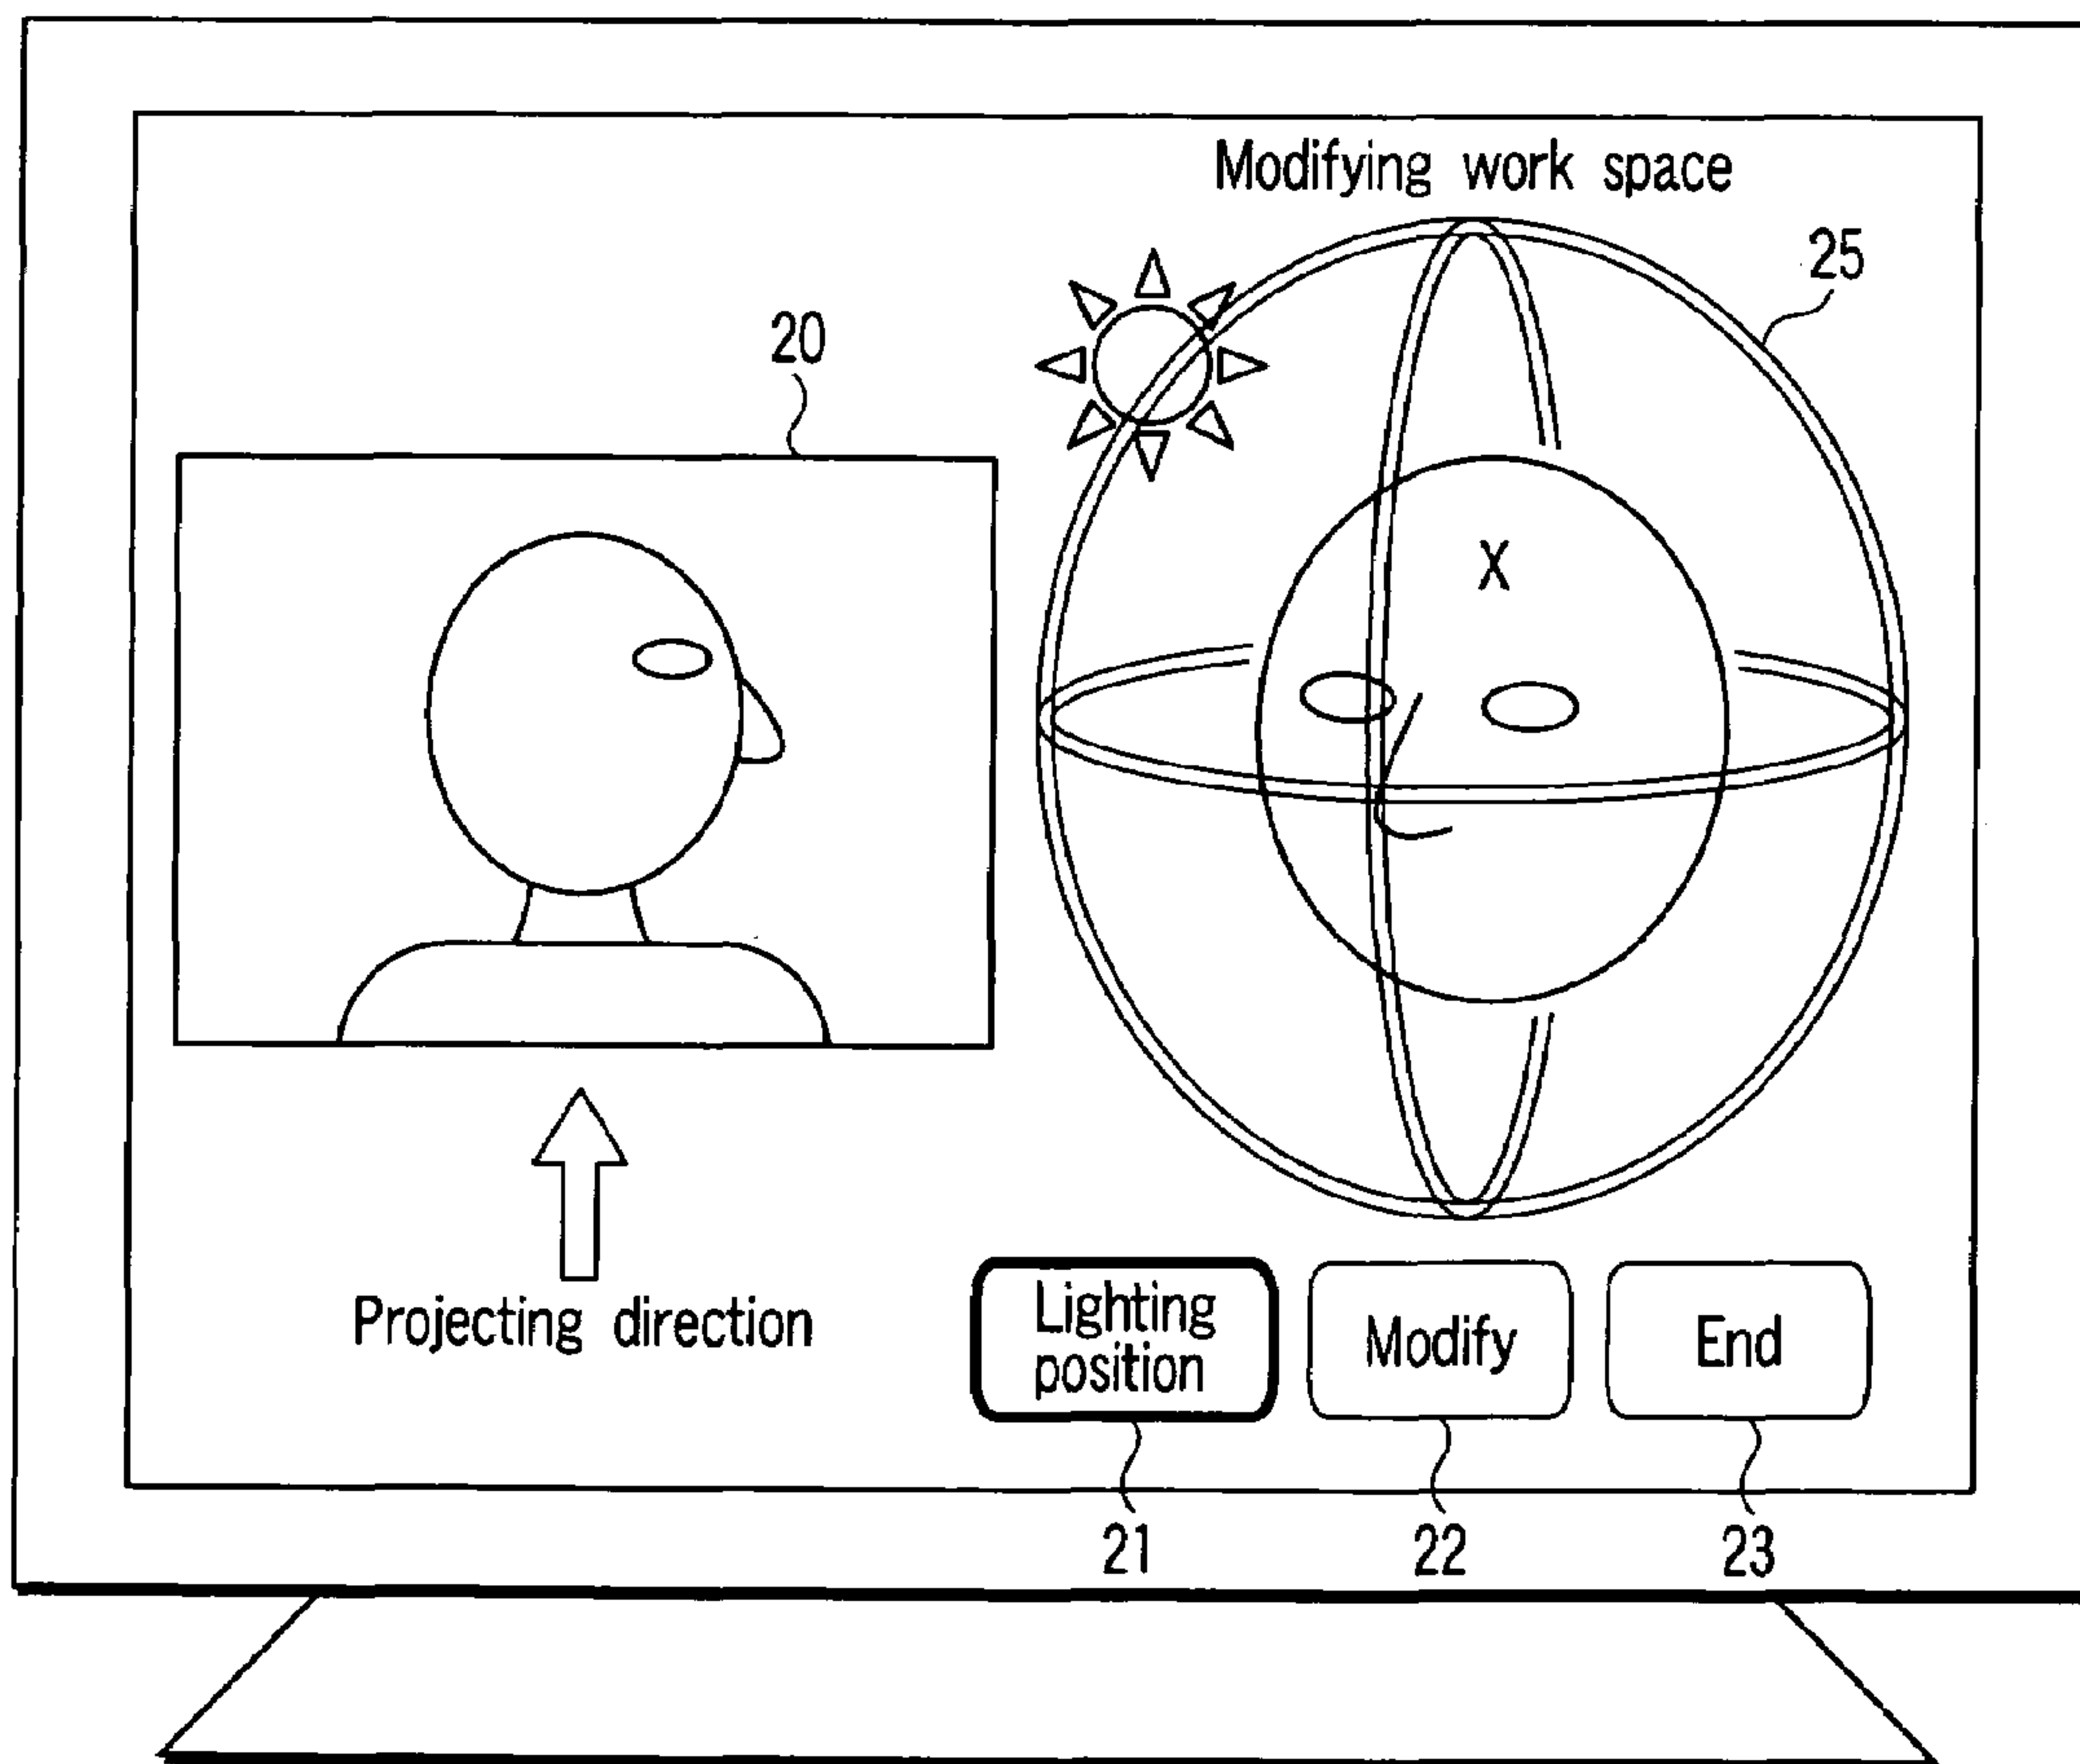 Modifying work space
25
20
X
Projecting direction
Lighting
position
Modify
End
21
22
23